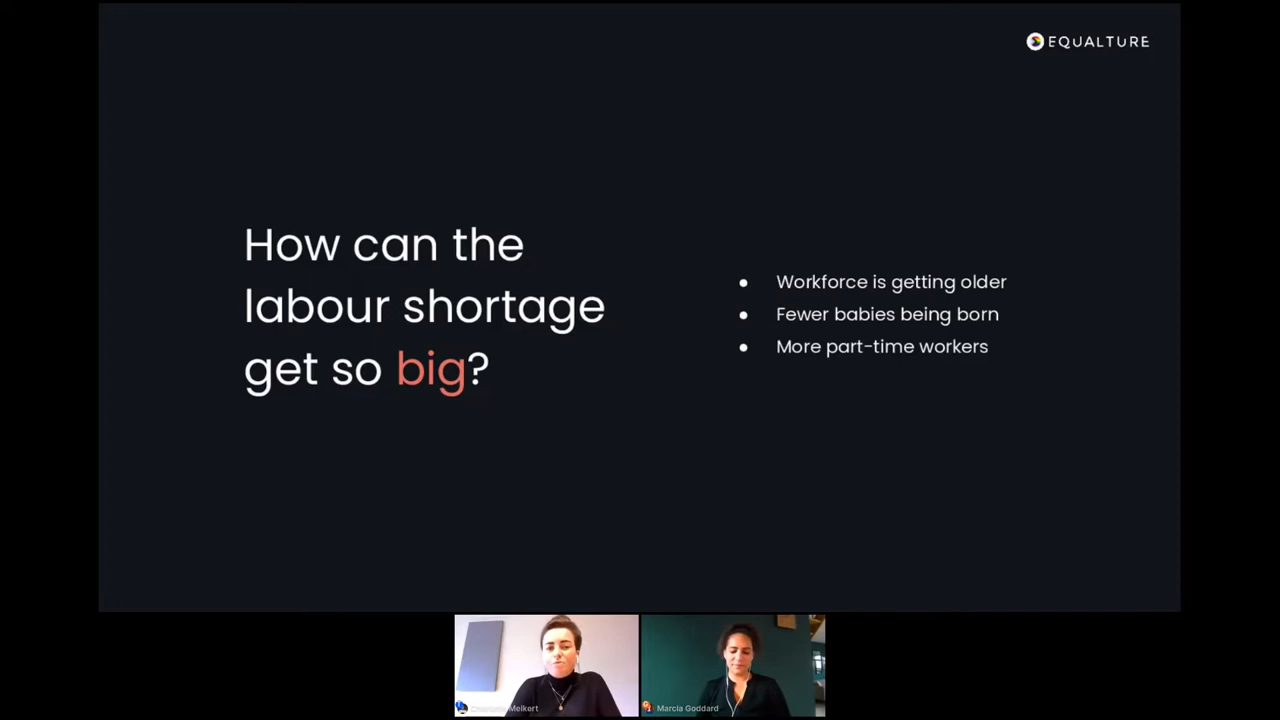 EQUALTURE
How can the
labour shortage
get so big?
● Workforce is getting older
● Fewer babies being born
● More part-time workers
Melkert
Marcia Goddard